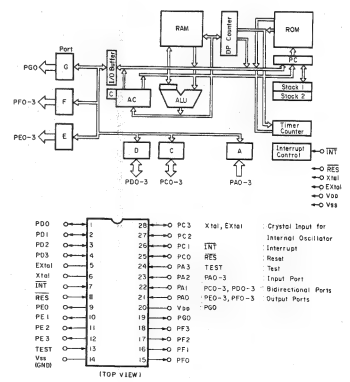 RAM
DP Counter
ROM
Port
I/O Buffer
PG0
G
PC
C
AC
ALU
Stack 1
Stack 2
PF0-3
F
Timer
Counter
PE0-3
E
Interrupt
Control
INT
D
C
A
RES
Xtal
EXtal
VDD
VSS
PD0-3
PC0-3
PA0-3
PD0 1 28 PC3
PD1 2 27 PC2
PD2 3 26 PC1
PD3 4 25 PC0
EXtal 5 24 PA3
Xtal 6 23 PA2
INT 7 22 PA1
RES 8 21 PA0
PE0 9 20 VDD
PE1 10 19 PG0
PE2 11 18 PF3
PE3 12 17 PF2
TEST 13 16 PF1
VSS 14 15 PF0
(GND)
(TOP VIEW)
Xtal, EXtal : Crystal Input for
Internal Oscillator
INT : Interrupt
RES : Reset
TEST : Test
PA0-3 : Input Port
PC0-3, PD0-3 : Bidirectional Ports
PE0-3, PF0-3 : Output Ports
PG0